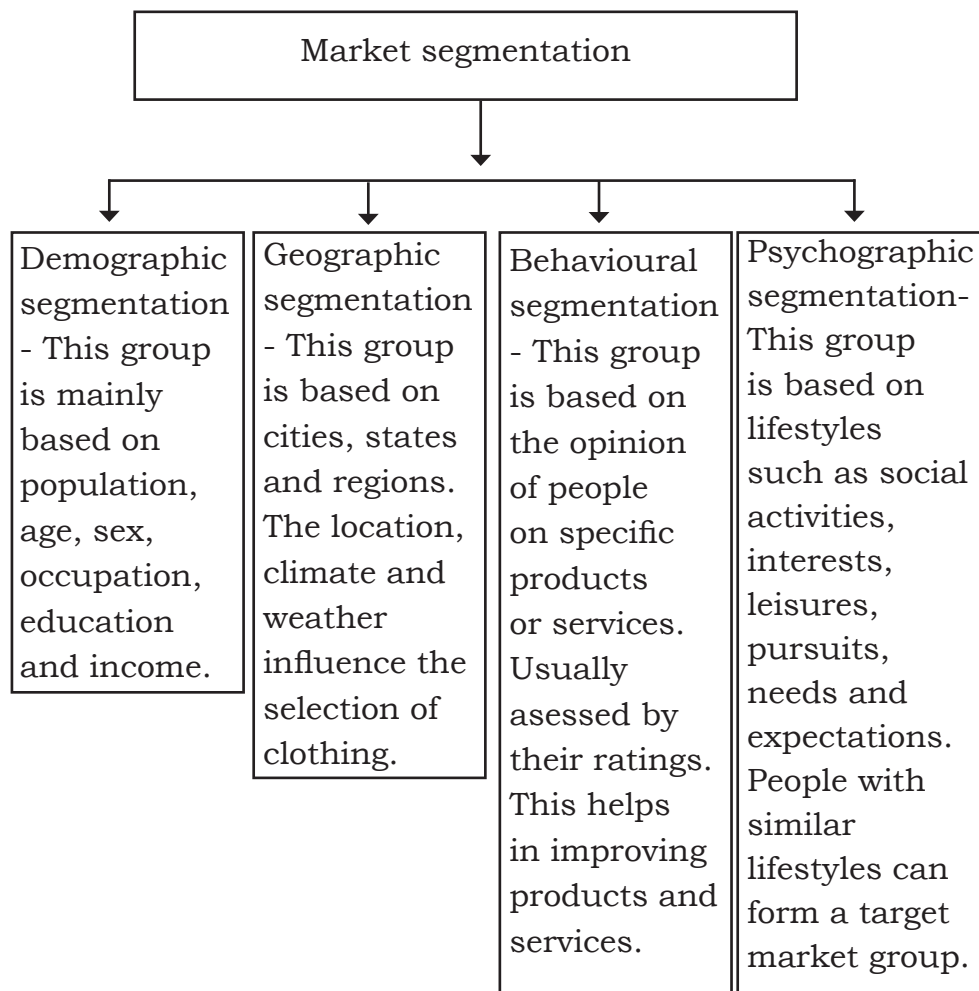 Market segmentation
Demographic
segmentation
- This group
is mainly
based on
population,
age, sex,
occupation,
education
and income.
Geographic
segmentation
- This group
is based on
cities, states
and regions.
The location,
climate and
weather
influence the
selection of
clothing.
Behavioural
segmentation
- This group
is based on
the opinion
of people
on specific
products
or services.
Usually
asessed by
their ratings.
This helps
in improving
products and
services.
Psychographic
segmentation-
This group
is based on
lifestyles
such as social
activities,
interests,
leisures,
pursuits,
needs and
expectations.
People with
similar
lifestyles can
form a target
market group.